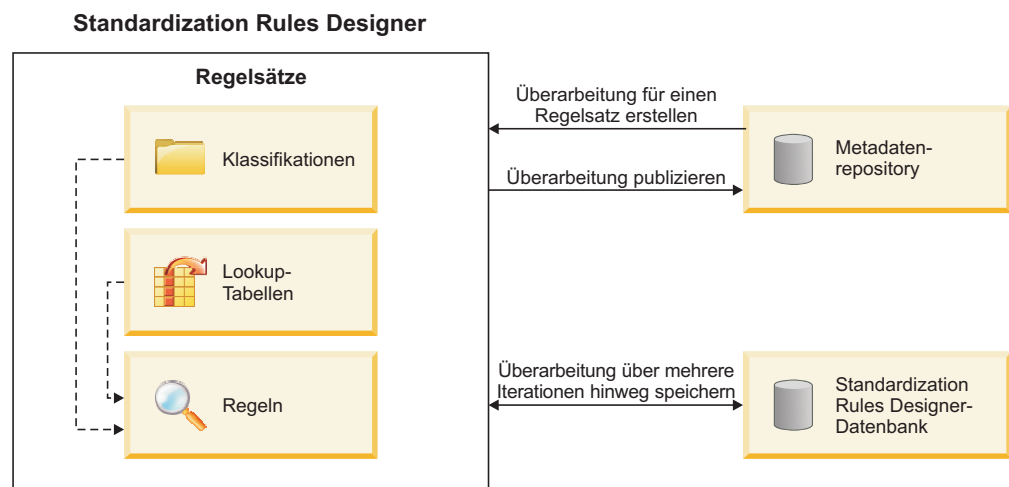 Standardization Rules Designer
Regelsätze
Klassifikationen
Lookup-
Tabellen
Regeln
Überarbeitung für einen
Regelsatz erstellen
Überarbeitung publizieren
Metadaten-
repository
Überarbeitung über mehrere
Iterationen hinweg speichern
Standardization
Rules Designer-
Datenbank